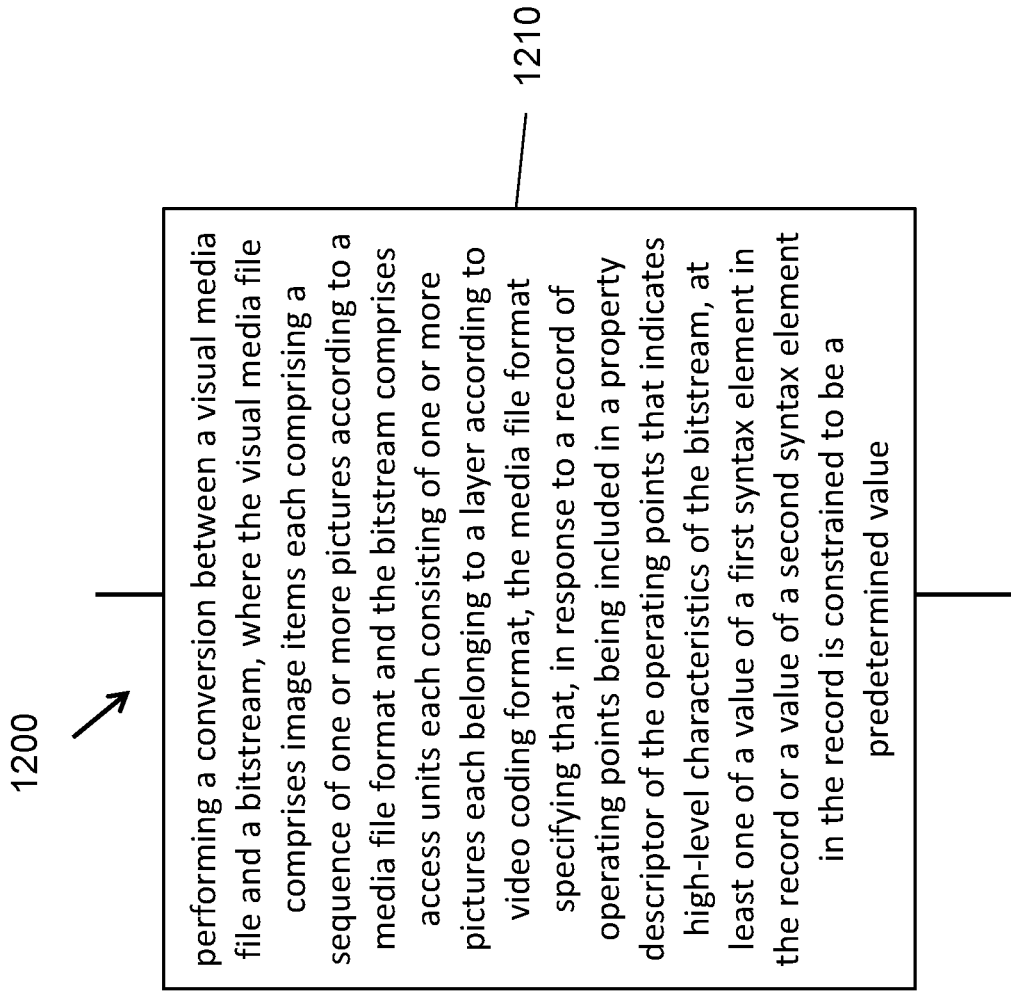 1200
performing a conversion between a visual media
file and a bitstream, where the visual media file
comprises image items each comprising a
sequence of one or more pictures according to a
media file format and the bitstream comprises
access units each consisting of one or more
pictures each belonging to a layer according to
video coding format, the media file format
specifying that, in response to a record of
operating points being included in a property
descriptor of the operating points that indicates
high-level characteristics of the bitstream, at
least one of a value of a first syntax element in
the record or a value of a second syntax element
in the record is constrained to be a
predetermined value
1210